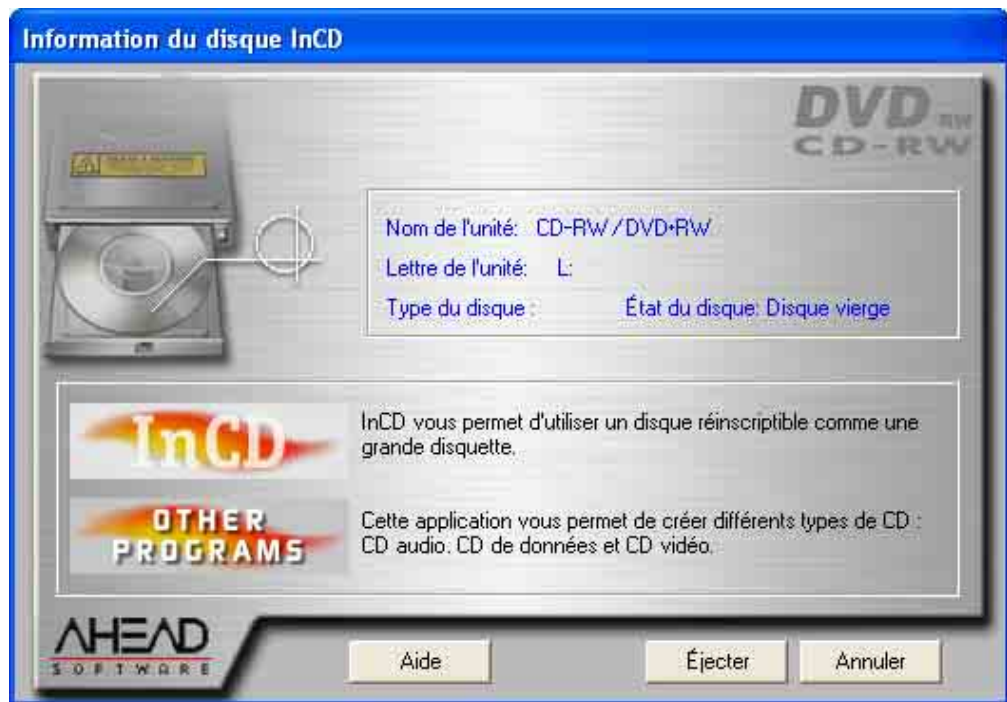 Information du disque InCD
DVD RW
CD-RW
Nom de l'unité: CD-RW/DVD+RW
Lettre de l'unité: L:
Type du disque : État du disque: Disque vierge
InCD
InCD vous permet d'utiliser un disque réinscriptible comme une
grande disquette.
OTHER
PROGRAMS
Cette application vous permet de créer différents types de CD :
CD audio. CD de données et CD vidéo.
AHEAD
SOFTWARE
Aide
Éjecter
Annuler